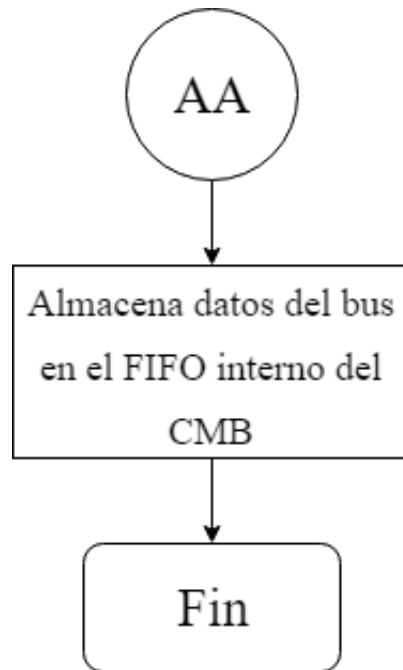 AA
Almacena datos del bus
en el FIFO interno del
CMB
Fin